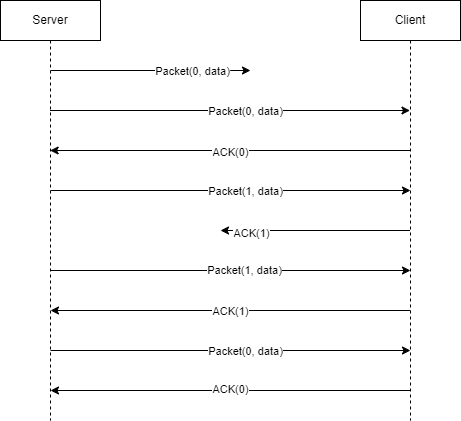 Server
Client
Packet(0, data)
Packet(0, data)
ACK(0)
Packet(1, data)
ACK(1)
Packet(1, data)
ACK(1)
Packet(0, data)
ACK(0)